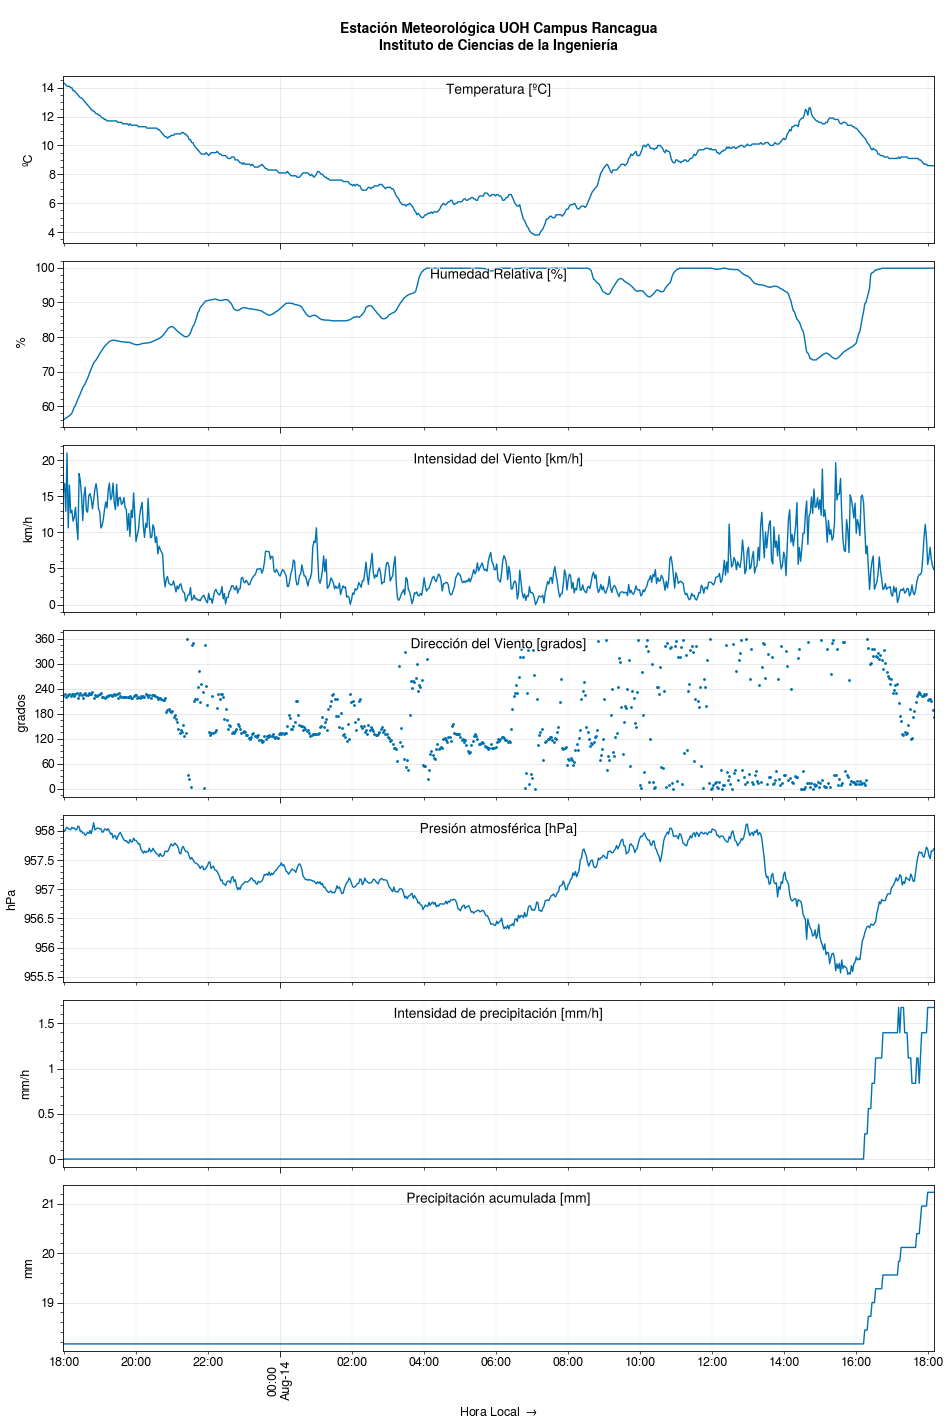 Estación Meteorológica UOH Campus Rancagua
Instituto de Ciencias de la Ingeniería
Temperatura [ºC]
ºC
14
12
10
8
6
4
Humedad Relativa [%]
%
100
90
80
70
60
Intensidad del Viento [km/h]
km/h
20
15
10
5
0
Dirección del Viento [grados]
grados
360
300
240
180
120
60
0
Presión atmosférica [hPa]
hPa
958
957.5
957
956.5
956
955.5
Intensidad de precipitación [mm/h]
mm/h
1.5
1
0.5
0
Precipitación acumulada [mm]
mm
21
20
19
18:00 20:00 22:00 00:00 02:00 04:00 06:00 08:00 10:00 12:00 14:00 16:00 18:00
Aug-14
Hora Local →